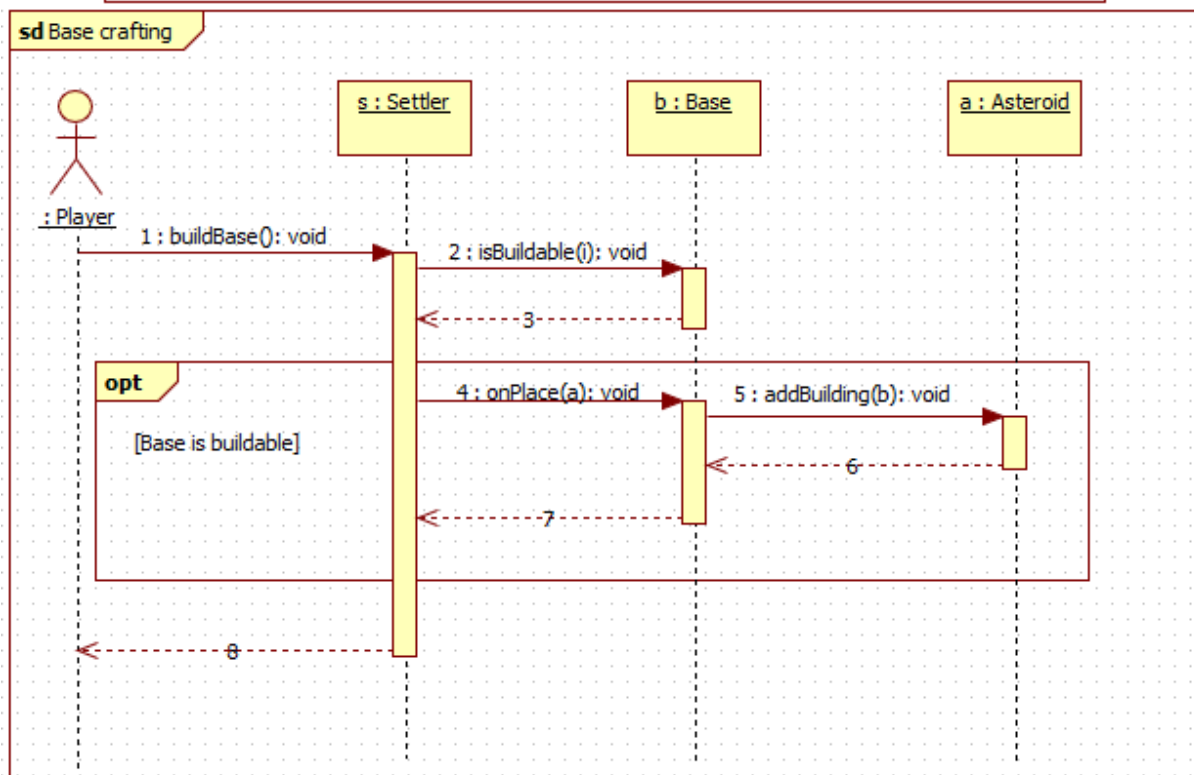 sd Base crafting
s : Settler
b : Base
a : Asteroid
: Player
1 : buildBase(): void
2 : isBuildable(i): void
3
opt
4 : onPlace(a): void
5 : addBuilding(b): void
[Base is buildable]
6
7
8